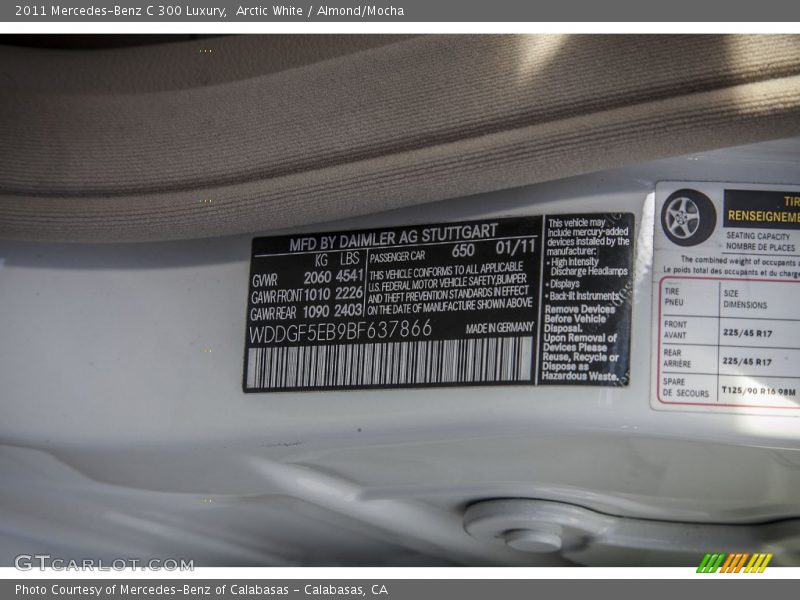 2011 Mercedes-Benz C 300 Luxury,  Arctic White / Almond/Mocha
MFD BY DAIMLER AG STUTTGART
KG LBS
GVWR 2060 4541
GAWR FRONT 1010 2226
GAWR REAR 1090 2403
PASSENGER CAR 650 01/11
THIS VEHICLE CONFORMS TO ALL APPLICABLE
U.S. FEDERAL MOTOR VEHICLE SAFETY,BUMPER
AND THEFT PREVENTION STANDARDS IN EFFECT
ON THE DATE OF MANUFACTURE SHOWN ABOVE
WDDGF5EB9BF637866 MADE IN GERMANY
This vehicle may
include mercury-added
devices installed by the
manufacturer:
• High Intensity
Discharge Headlamps
• Displays
• Back-lit Instruments
Remove Devices
Before Vehicle
Disposal.
Upon Removal of
Devices Please
Reuse, Recycle or
Dispose as
Hazardous Waste.
TIR
RENSEIGNEME
SEATING CAPACITY
NOMBRE DE PLACES
The combined weight of occupants a
Le poids total des occupants et du charge
TIRE
PNEU
SIZE
DIMENSIONS
FRONT
AVANT
225/45 R17
REAR
ARRIÈRE
225/45 R17
SPARE
DE SECOURS
T125/90 R16 98M
GTCARLOT.COM
Photo Courtesy of Mercedes-Benz of Calabasas - Calabasas, CA